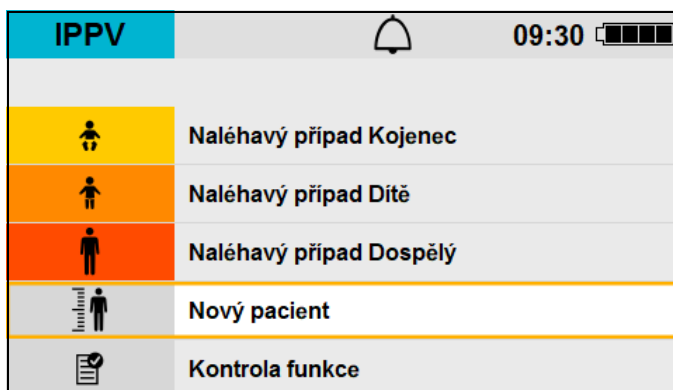 IPPV 09:30
Naléhavý případ Kojenec
Naléhavý případ Dítě
Naléhavý případ Dospělý
Nový pacient
Kontrola funkce